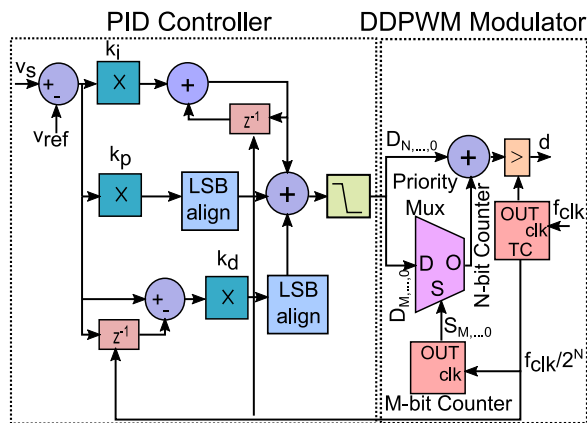 PID Controller
DDPWM Modulator
vs
+
-
vref
ki
X
+
z-1
kp
X
LSB
align
+
kd
+
-
X
LSB
align
z-1
DN,...,0
+
>
d
Priority
Mux
D
O
S
DM,...,0
N-bit Counter
OUT
clk
TC
fclk
SM,...,0
OUT
clk
M-bit Counter
fclk/2N